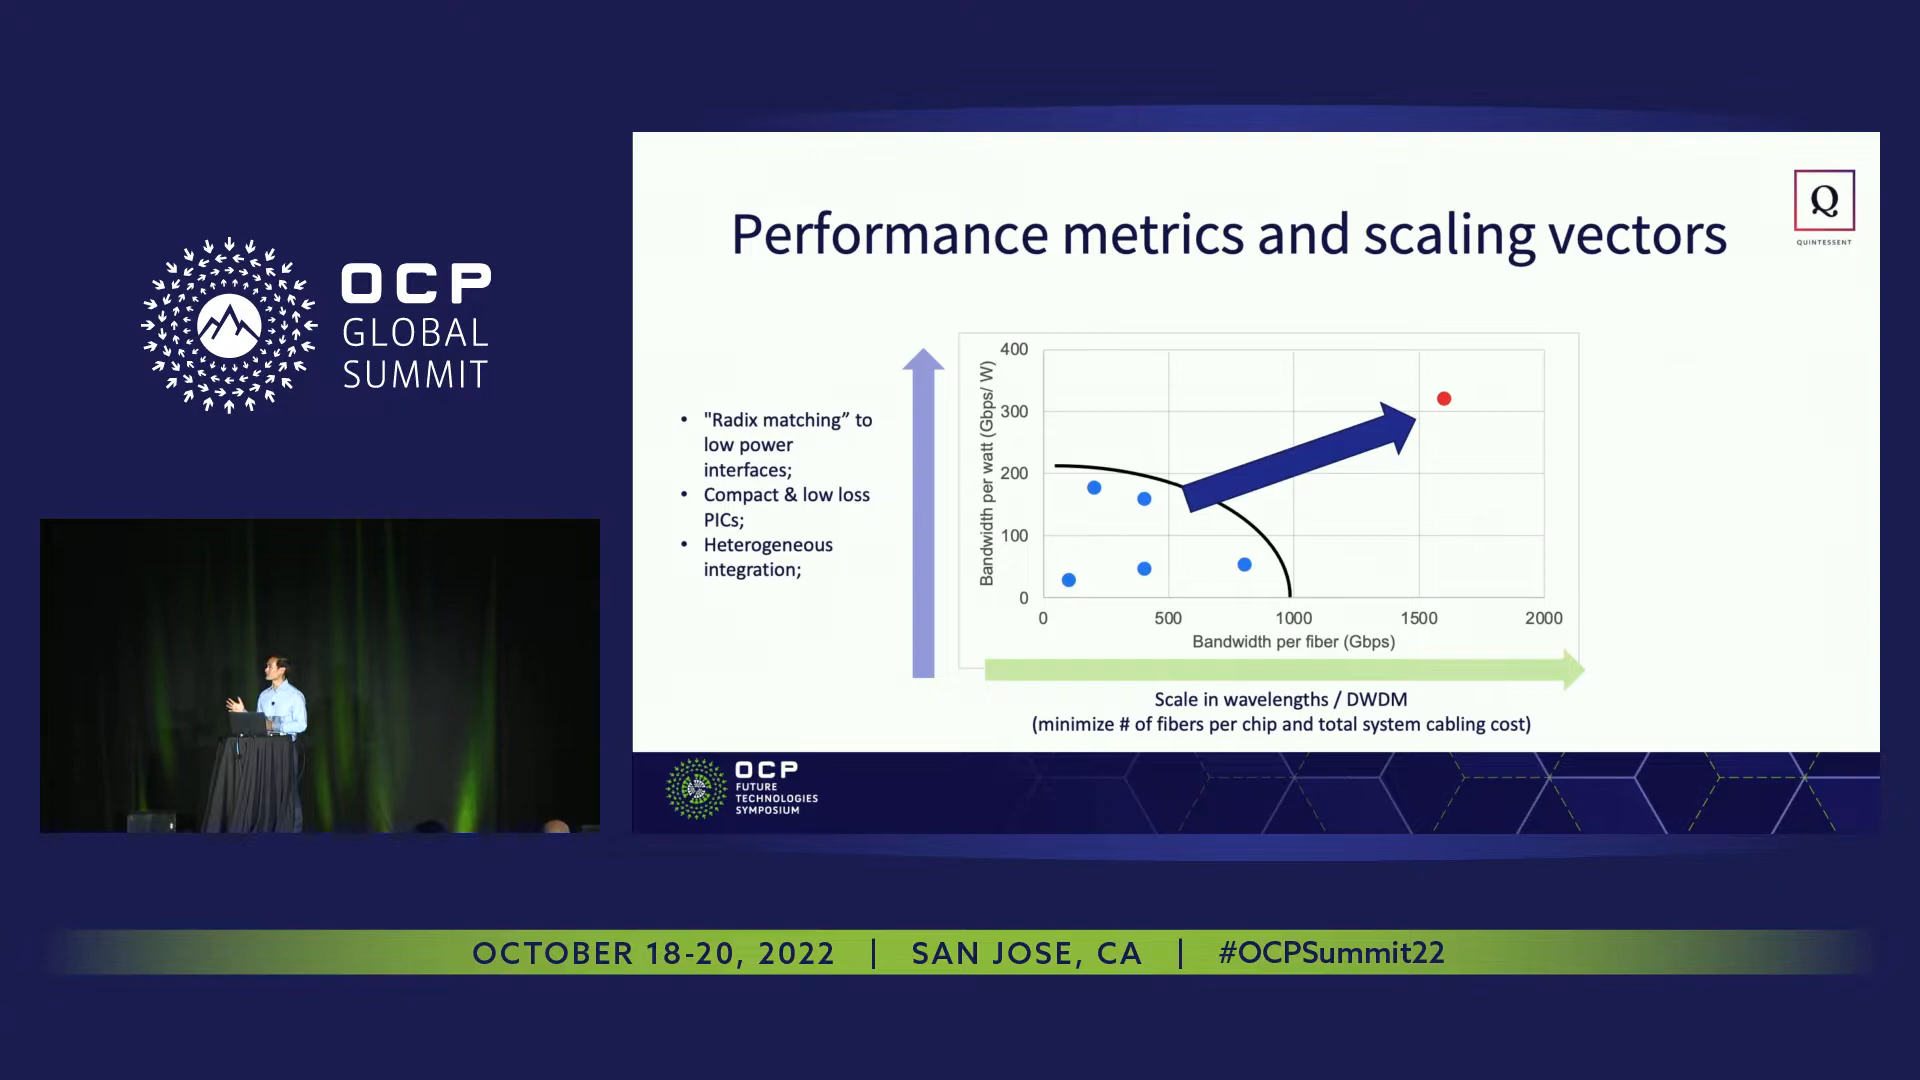 OCP
GLOBAL
SUMMIT
Performance metrics and scaling vectors
Q
QUINTESSENT
• "Radix matching” to
low power
interfaces;
• Compact & low loss
PICs;
• Heterogeneous
integration;
Bandwidth per watt (Gbps/ W)
400
300
200
100
0
0 500 1000 1500 2000
Bandwidth per fiber (Gbps)
Scale in wavelengths / DWDM
(minimize # of fibers per chip and total system cabling cost)
OCP
FUTURE
TECHNOLOGIES
SYMPOSIUM
OCTOBER 18-20, 2022 | SAN JOSE, CA | #OCPSummit22